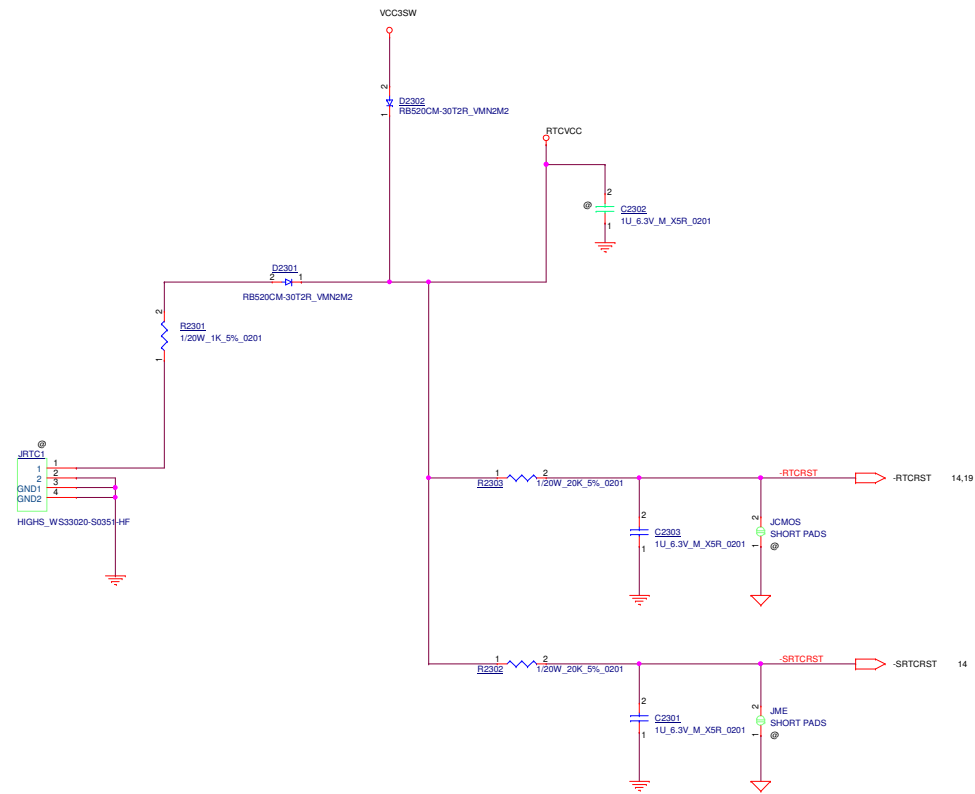 VCC3SW
2
D2302
RB520CM-30T2R_VMN2M2
1
RTCVCC
2
@
C2302
1U_6.3V_M_X5R_0201
1
D2301
2
1
RB520CM-30T2R_VMN2M2
2
R2301
1/20W_1K_5%_0201
1
@
JRTC1
1
1
2
2
3
GND1
4
GND2
HIGHS_WS33020-S0351-HF
1
2
R2303
1/20W_20K_5%_0201
-RTCRST
-RTCRST
14,19
2
C2303
1U_6.3V_M_X5R_0201
1
2
JCMOS
SHORT PADS
1
@
1
2
R2302
1/20W_20K_5%_0201
-SRTCRST
-SRTCRST
14
2
C2301
1U_6.3V_M_X5R_0201
1
2
JME
SHORT PADS
1
@